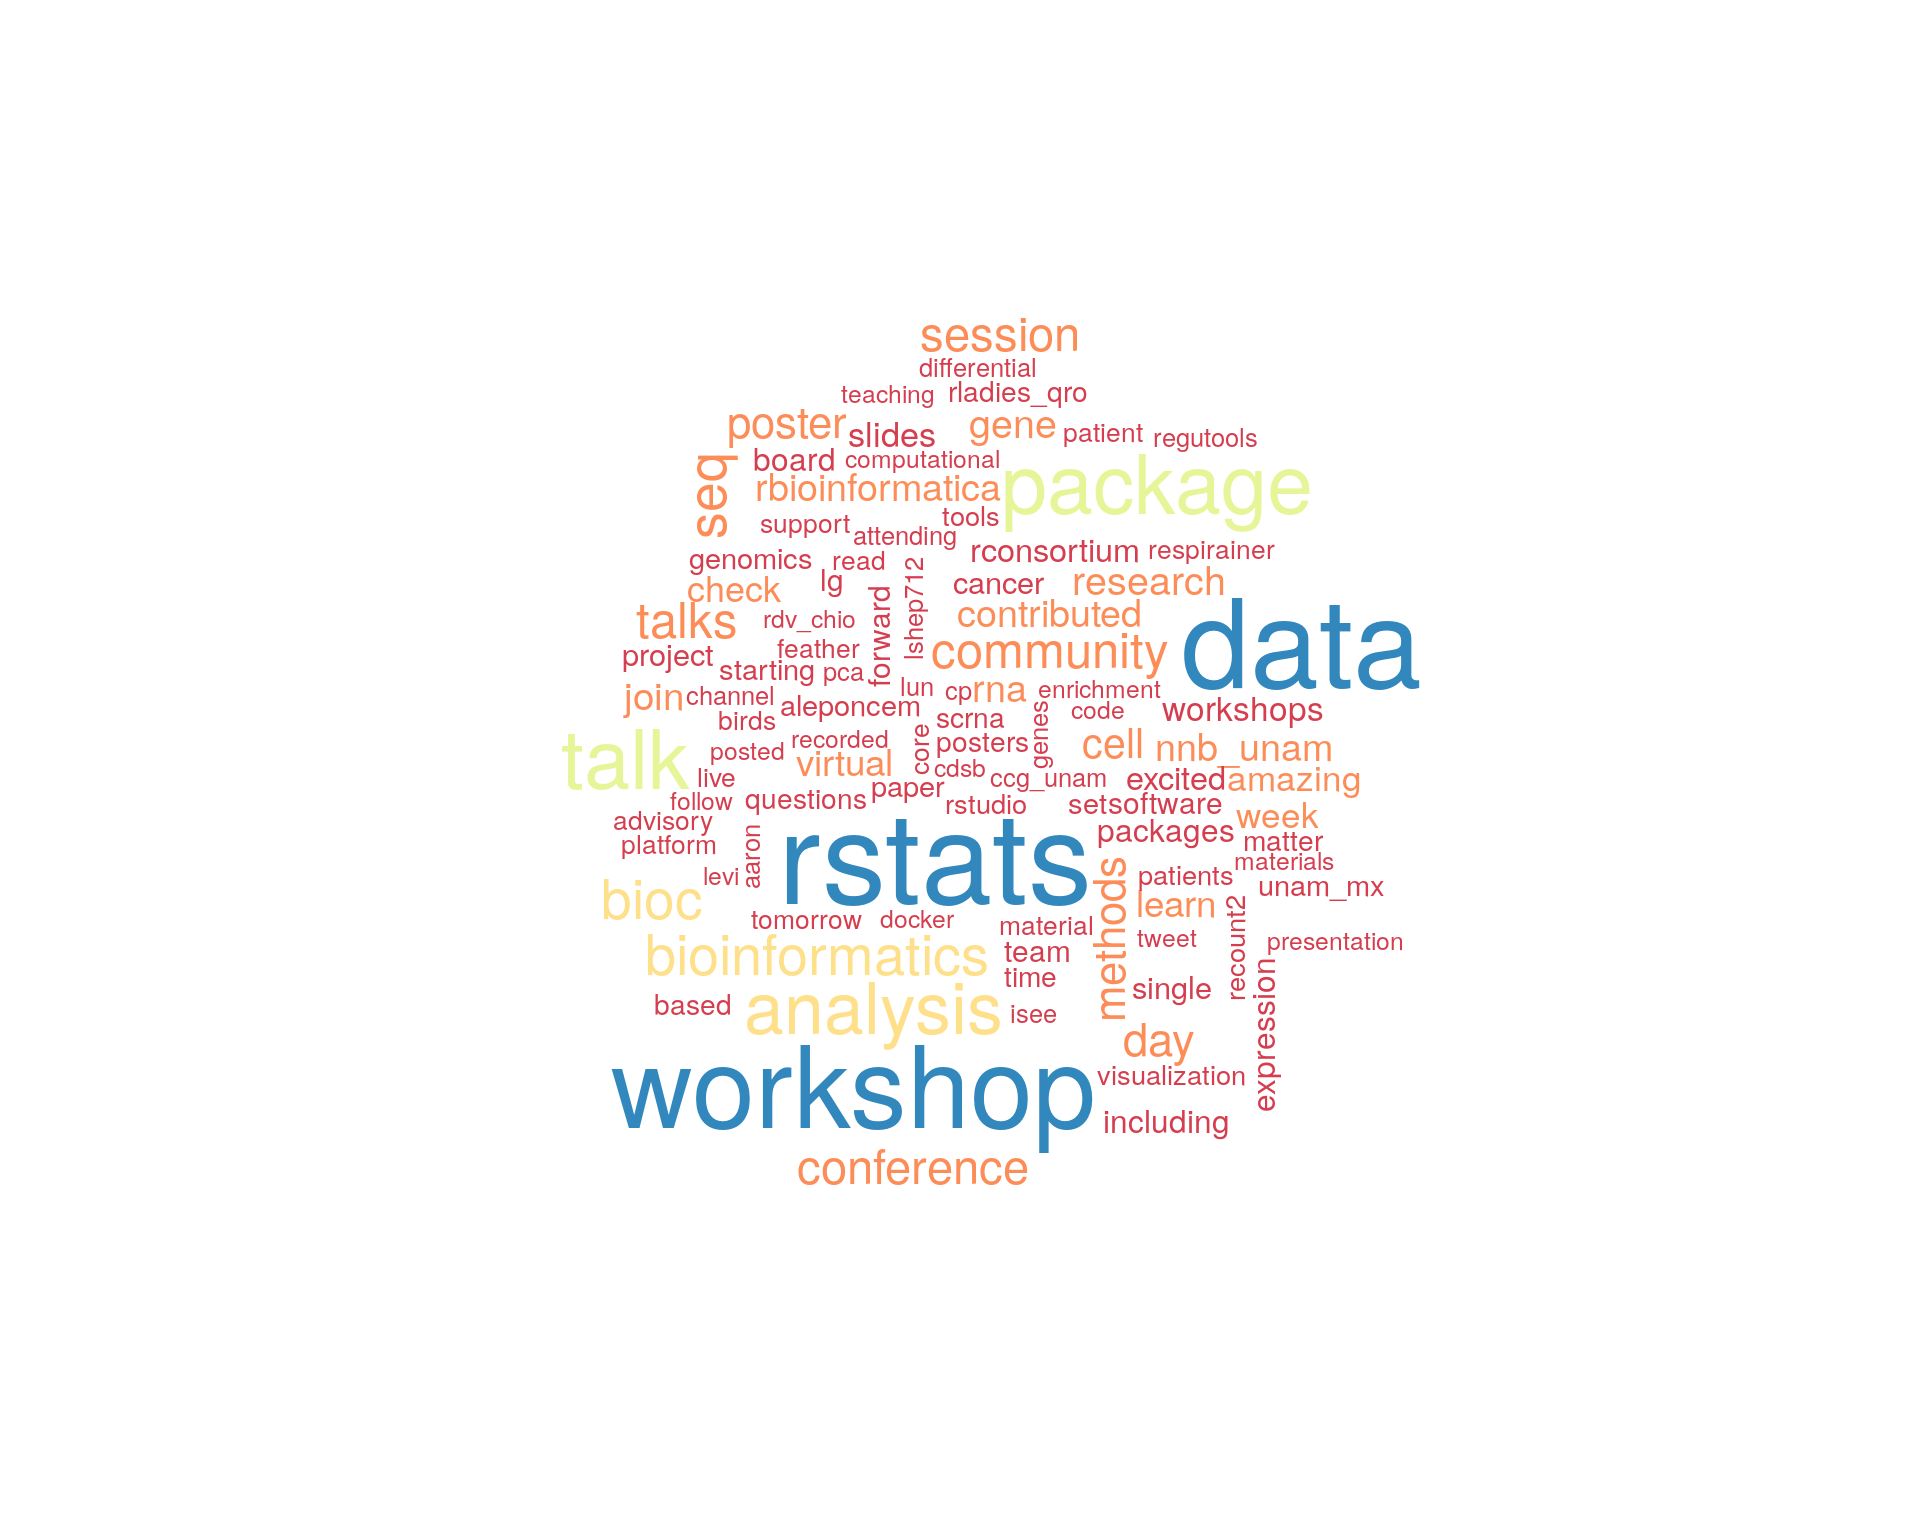 session
differential
teaching rladies_qro
poster slides gene patient regutools
seq board computational package
rbioinformatica
support attending tools
genomics read rconsortium respirainer
check lg lshep712 cancer research
talks rdv_chio forward contributed data
project feather community
starting pca
join channel aleponcem lun cp rna enrichment
birds scrna genes code workshops
talk posted recorded core posters cell nnb_unam
live virtual cdsb ccg_unam excited amazing
follow questions paper rstudio setsoftware week
advisory
platform aaron rstats packages matter
levi methods patients materials
bioc learn recount2 unam_mx
tomorrow docker material tweet presentation
bioinformatics team expression
time
based analysis isee single
day
workshop visualization
including
conference